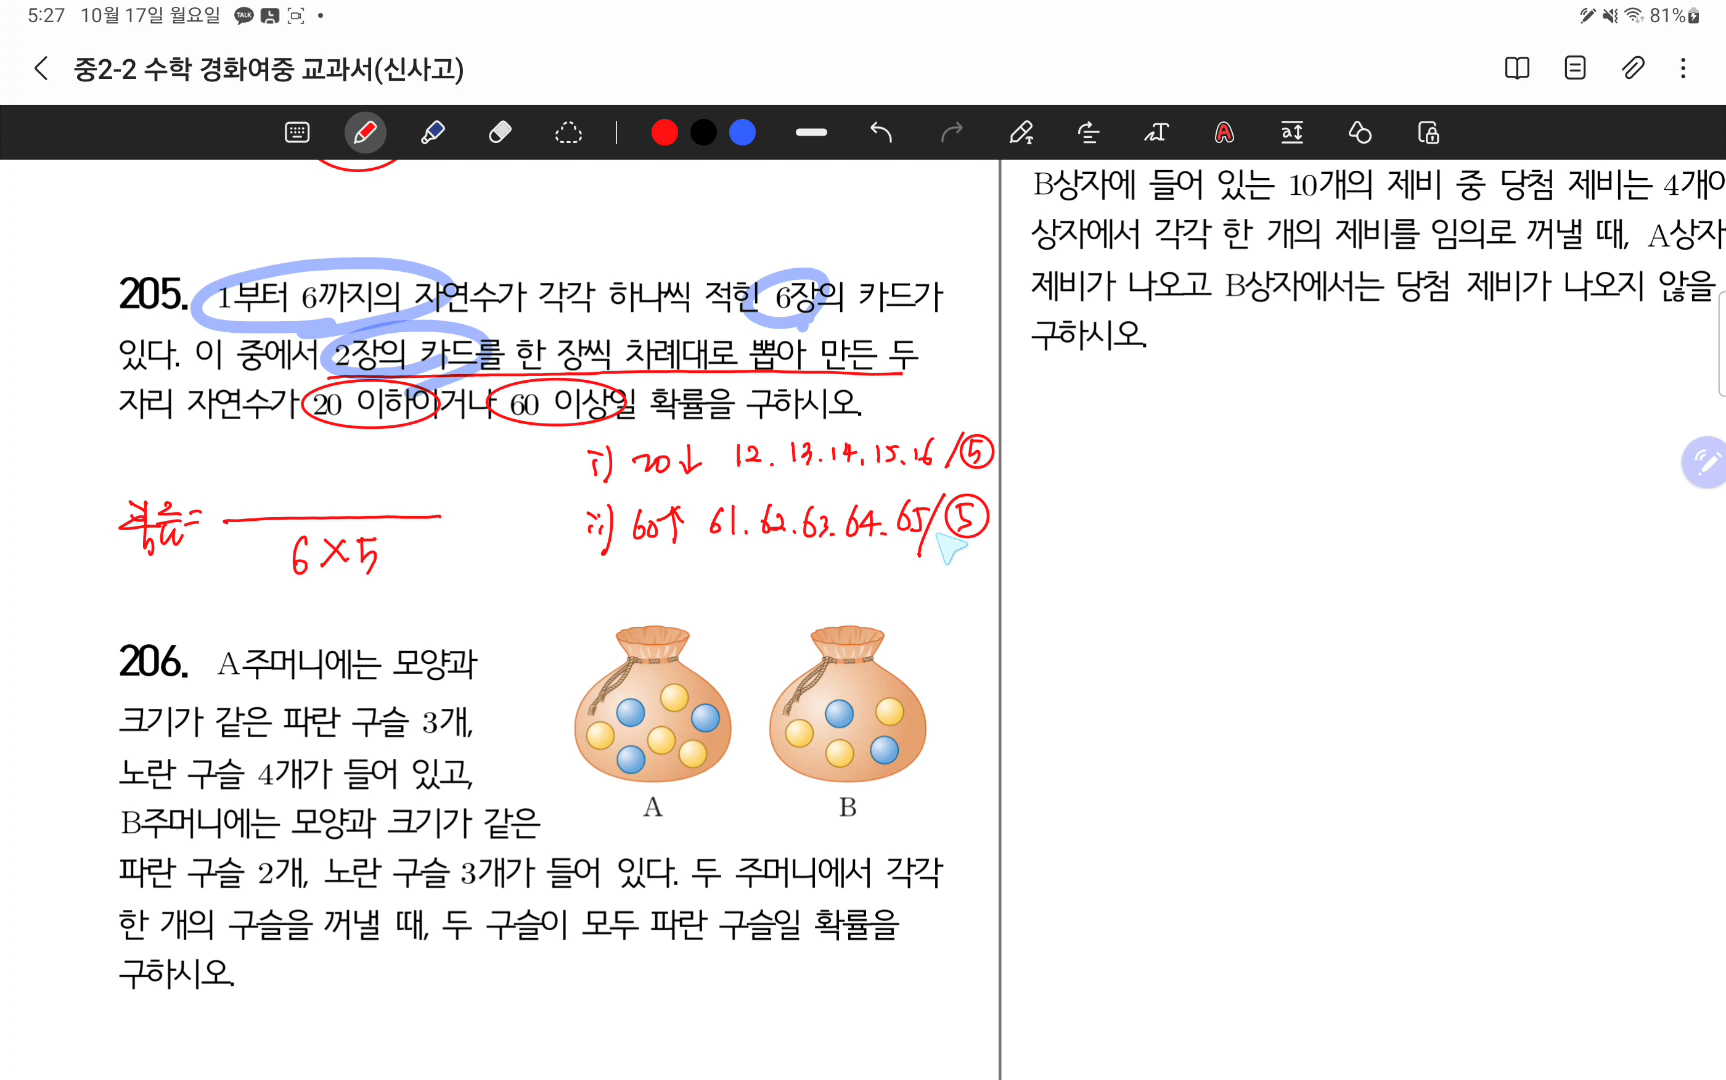 5:27 10월 17일 월요일
TALK
81%
중2-2 수학 경화여중 교과서(신사고)
205. 1부터 6까지의 자연수가 각각 하나씩 적힌 6장의 카드가
있다. 이 중에서 2장의 카드를 한 장씩 차례대로 뽑아 만든 두
자리 자연수가 20 이하이거나 60 이상일 확률을 구하시오.
i) 20↓ 12. 13. 14. 15. 16 / 5
ii) 60↑ 61. 62. 63. 64. 65 / 5
=
6×5
206. A주머니에는 모양과
크기가 같은 파란 구슬 3개,
노란 구슬 4개가 들어 있고,
B주머니에는 모양과 크기가 같은
파란 구슬 2개, 노란 구슬 3개가 들어 있다. 두 주머니에서 각각
한 개의 구슬을 꺼낼 때, 두 구슬이 모두 파란 구슬일 확률을
구하시오.
A B
B상자에 들어 있는 10개의 제비 중 당첨 제비는 4개
상자에서 각각 한 개의 제비를 임의로 꺼낼 때, A상자
제비가 나오고 B상자에서는 당첨 제비가 나오지 않을
구하시오.